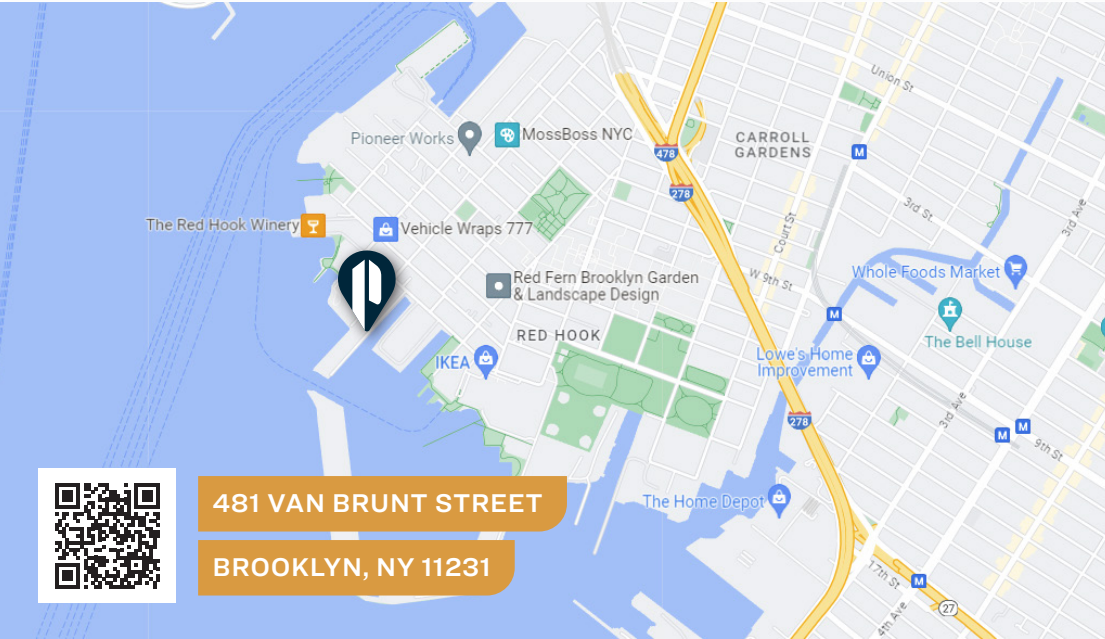 Union St
Pioneer Works
MossBoss NYC
CARROLL
GARDENS
478
M
278
3rd St
3rd Ave
The Red Hook Winery
Vehicle Wraps 777
Court St
W 9th St
Whole Foods Market
Red Fern Brooklyn Garden
& Landscape Design
M
RED HOOK
The Bell House
IKEA
Lowe's Home
Improvement
3rd Ave
278
M
M
9th St
481 VAN BRUNT STREET
The Home Depot
BROOKLYN, NY 11231
17th St
M
27
4th Ave